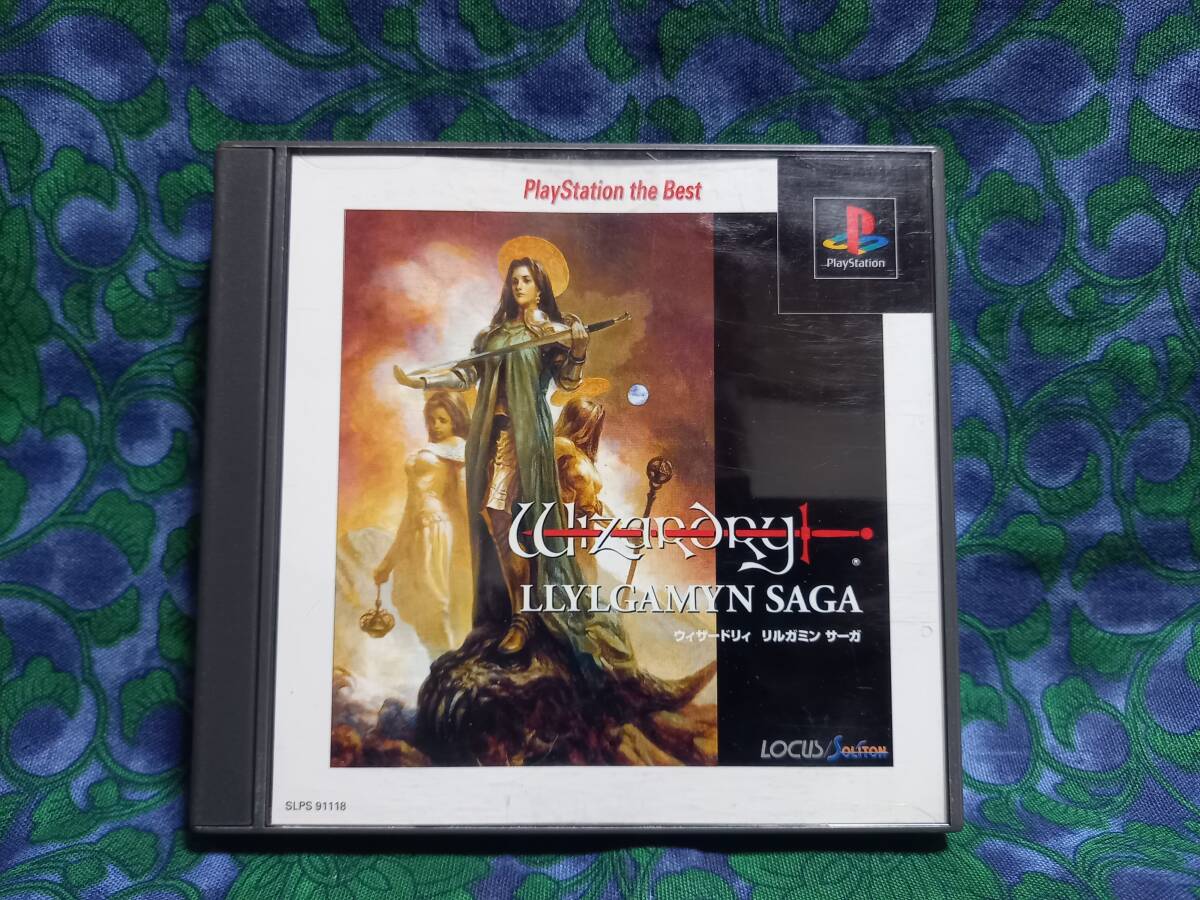 PlayStation the Best
PlayStation
Wizardry
®
LLYLGAMYN SAGA
ウィザードリィ リルガミン サーガ
LOCUS/SOLITON
SLPS 91118